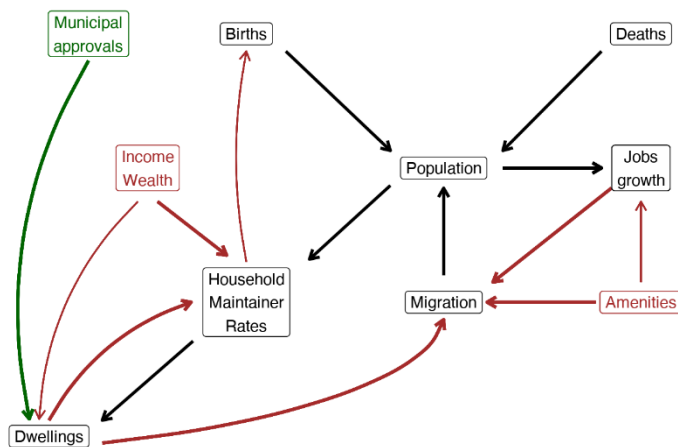 Municipal
approvals
Births
Deaths
Income
Wealth
Population
Jobs
growth
Household
Maintainer
Rates
Migration
Amenities
Dwellings